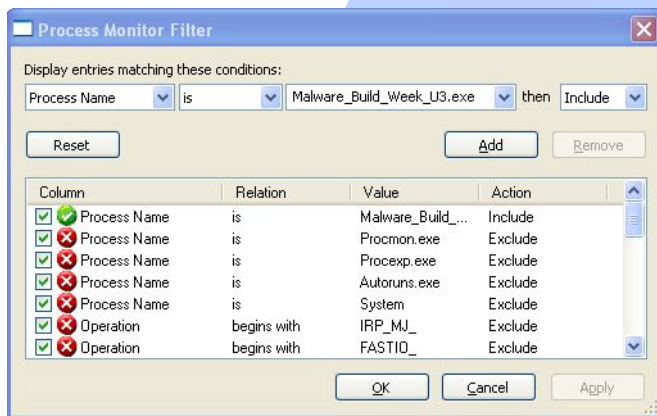 Process Monitor Filter
Display entries matching these conditions:
Process Name is Malware_Build_Week_U3.exe then Include
Reset Add Remove
Column Relation Value Action
Process Name is Malware_Build_... Include
Process Name is Procmon.exe Exclude
Process Name is Procexp.exe Exclude
Process Name is Autoruns.exe Exclude
Process Name is System Exclude
Operation begins with IRP_MJ_ Exclude
Operation begins with FASTIO_ Exclude
OK Cancel Apply